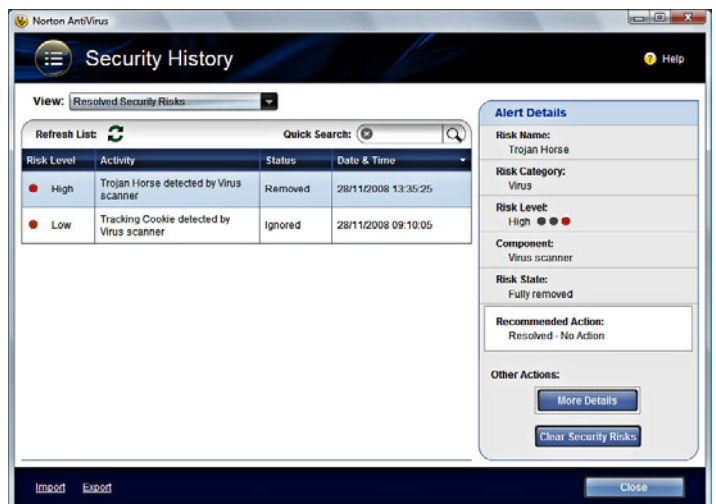 Norton AntiVirus
Security History
Help
View: Resolved Security Risks
Refresh List:
Quick Search:
Risk Level Activity Status Date & Time
High Trojan Horse detected by Virus scanner Removed 28/11/2008 13:35:25
Low Tracking Cookie detected by Virus scanner Ignored 28/11/2008 09:10:05
Alert Details
Risk Name:
Trojan Horse
Risk Category:
Virus
Risk Level:
High
Component:
Virus scanner
Risk State:
Fully removed
Recommended Action:
Resolved - No Action
Other Actions:
More Details
Clear Security Risks
Import Export
Close